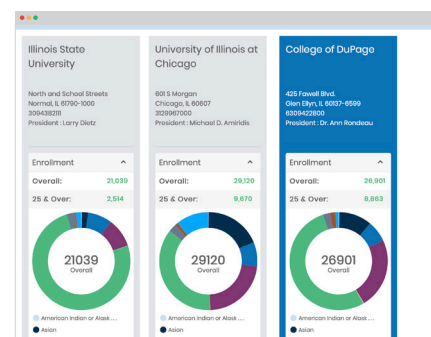 Illinois State
University
North and School Streets
Normal, IL 61790-1000
3094382111
President : Larry Dietz
Enrollment
Overall: 21,039
25 & Over: 2,514
21039
Overall
American Indian or Alask ....
Asian
University of Illinois at
Chicago
601 S Morgan
Chicago, IL 60607
3129967000
President : Michael D. Amiridis
Enrollment
Overall: 29,120
25 & Over: 9,670
29120
Overall
American Indian or Alask ....
Asian
College of DuPage
425 Fawell Blvd.
Glen Ellyn, IL 60137-6599
6309422800
President : Dr. Ann Rondeau
Enrollment
Overall: 26,901
25 & Over: 8,863
26901
Overall
American Indian or Alask ....
Asian